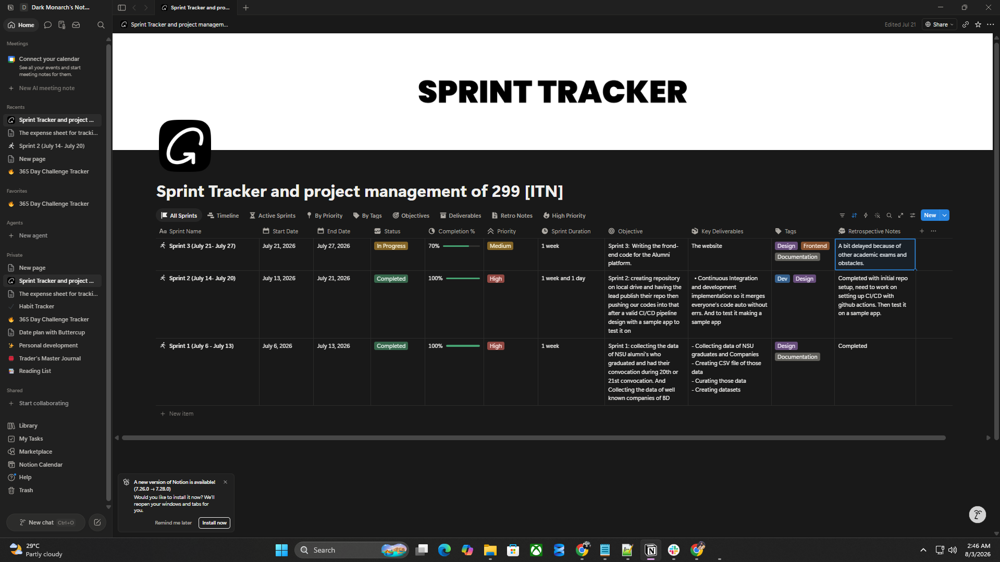 Dark Monarch's Not...
Sprint Tracker and pro...
Home
Sprint Tracker and project managem...
Edited Jul 21
Share
Meetings
Connect your calendar
See all your events and start
meeting notes for them.
New AI meeting note
Recents
Sprint Tracker and project ...
The expense sheet for tracki...
Sprint 2 (July 14- July 20)
New page
365 Day Challenge Tracker
Favorites
365 Day Challenge Tracker
Agents
New agent
Private
New page
Sprint Tracker and project ...
The expense sheet for tracki...
Habit Tracker
365 Day Challenge Tracker
Date plan with Buttercup
Personal development
Trader's Master Journal
Reading List
Shared
Start collaborating
Library
My Tasks
Marketplace
Notion Calendar
Help
Trash
New chat Ctrl+O
SPRINT TRACKER
Sprint Tracker and project management of 299 [ITN]
All Sprints Timeline Active Sprints By Priority By Tags Objectives Deliverables Retro Notes High Priority New
Aa Sprint Name Start Date End Date Status Completion % Priority Sprint Duration Objective Key Deliverables Tags Retrospective Notes
Sprint 3 (July 21- July 27) July 21, 2026 July 27, 2026 In Progress 70% Medium 1 week
Sprint 3: Writing the frond-
end code for the Alumni
platform.
The website
Design Frontend
Documentation
A bit delayed because of
other academic exams and
obstacles.
Sprint 2 (July 14- July 20) July 13, 2026 July 21, 2026 Completed 100% High 1 week and 1 day
Sprint 2: creating repository
on local drive and having the
lead publish their repo then
pushing our codes into that
after a valid CI/CD pipeline
design with a sample app to
test it on
• Continuous Integration
and development
implementation so it merges
everyone's code auto without
errs. And to test it making a
sample app
Dev Design
Completed with initial repo
setup, need to work on
setting up CI/CD with
github actions. Then test it
on a sample app.
Sprint 1 (July 6 - July 13) July 6, 2026 July 13, 2026 Completed 100% High 1 week
Sprint 1: collecting the data
of NSU alumni's who
graduated and had their
convocation during 20th or
21st convocation. And
Collecting the data of well
known companies of BD
- Collecting data of NSU
graduates and Companies
- Creating CSV file of those
data
- Curating those data
- Creating datasets
Design
Documentation
Completed
New item
A new version of Notion is available!
(7.26.0 → 7.28.0)
Would you like to install it now? We'll
reopen your windows and tabs for
you.
Remind me later Install now
29°C
Partly cloudy
Search
2:46 AM
8/3/2026